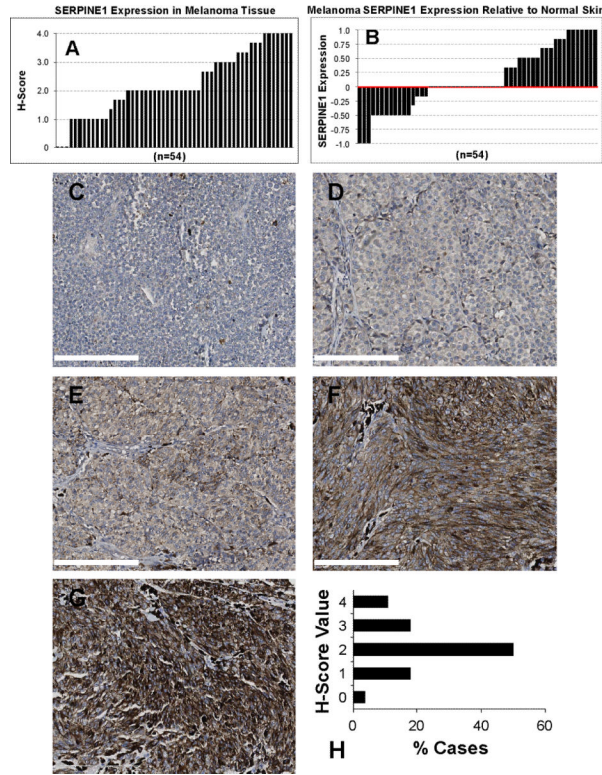 SERPINE1 Expression in Melanoma Tissue
A
H-Score
4.0
3.0
2.0
1.0
0
(n=54)
Melanoma SERPINE1 Expression Relative to Normal Skin
B
SERPINE1 Expression
1.0
0.75
0.50
0.25
0
-0.25
-0.50
-0.75
-1.0
(n=54)
C
D
E
F
G
H-Score Value
4
3
2
1
0
0 20 40 60
% Cases
H